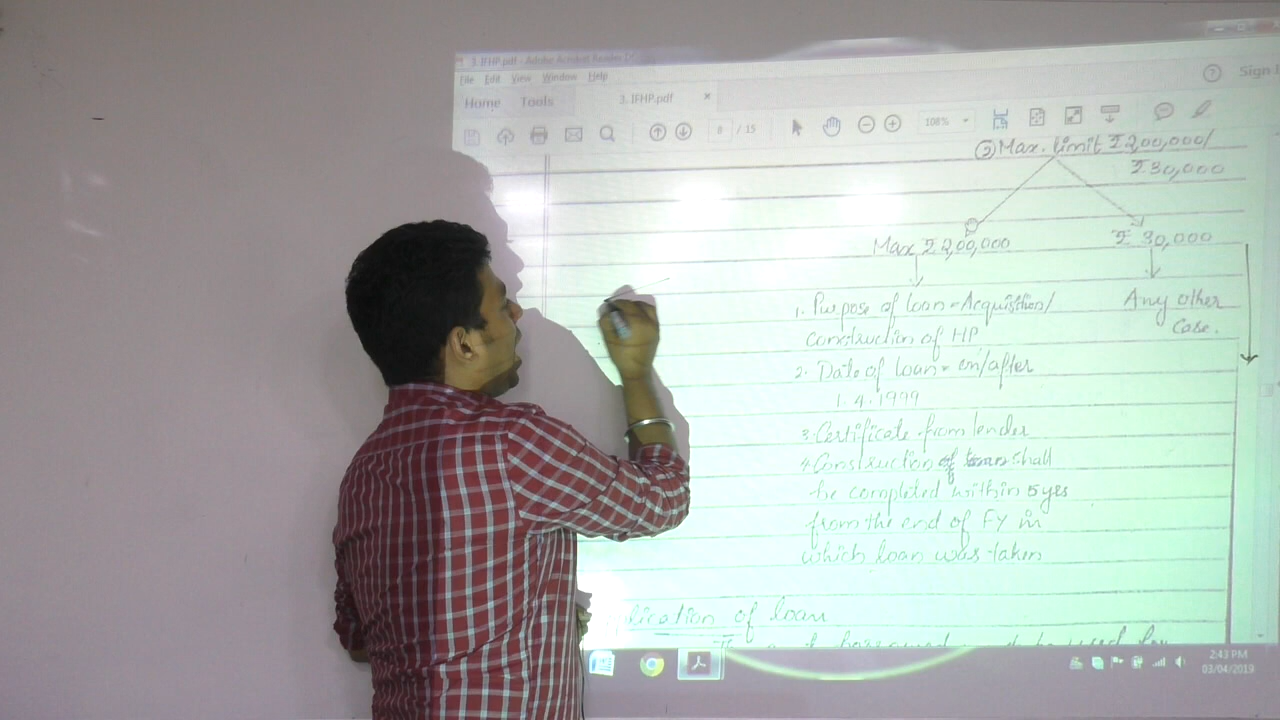 3. IFHP.pdf - Adobe Acrobat Reader DC
File Edit View Window Help
Home Tools
3. IFHP.pdf ×
Sign I
8 / 15
108%
③ Max. limit ₹ 2,00,000/
₹ 30,000
Max ₹ 2,00,000
₹ 30,000
1. Purpose of loan = Acquisition/
construction of HP
Any other
Case.
2. Date of loan = on/after
1.4.1999
3. Certificate from lender
4. Construction of shall
be completed within 5 yrs
from the end of FY in
which loan was taken
plication of loan
2:43 PM
03/04/2019